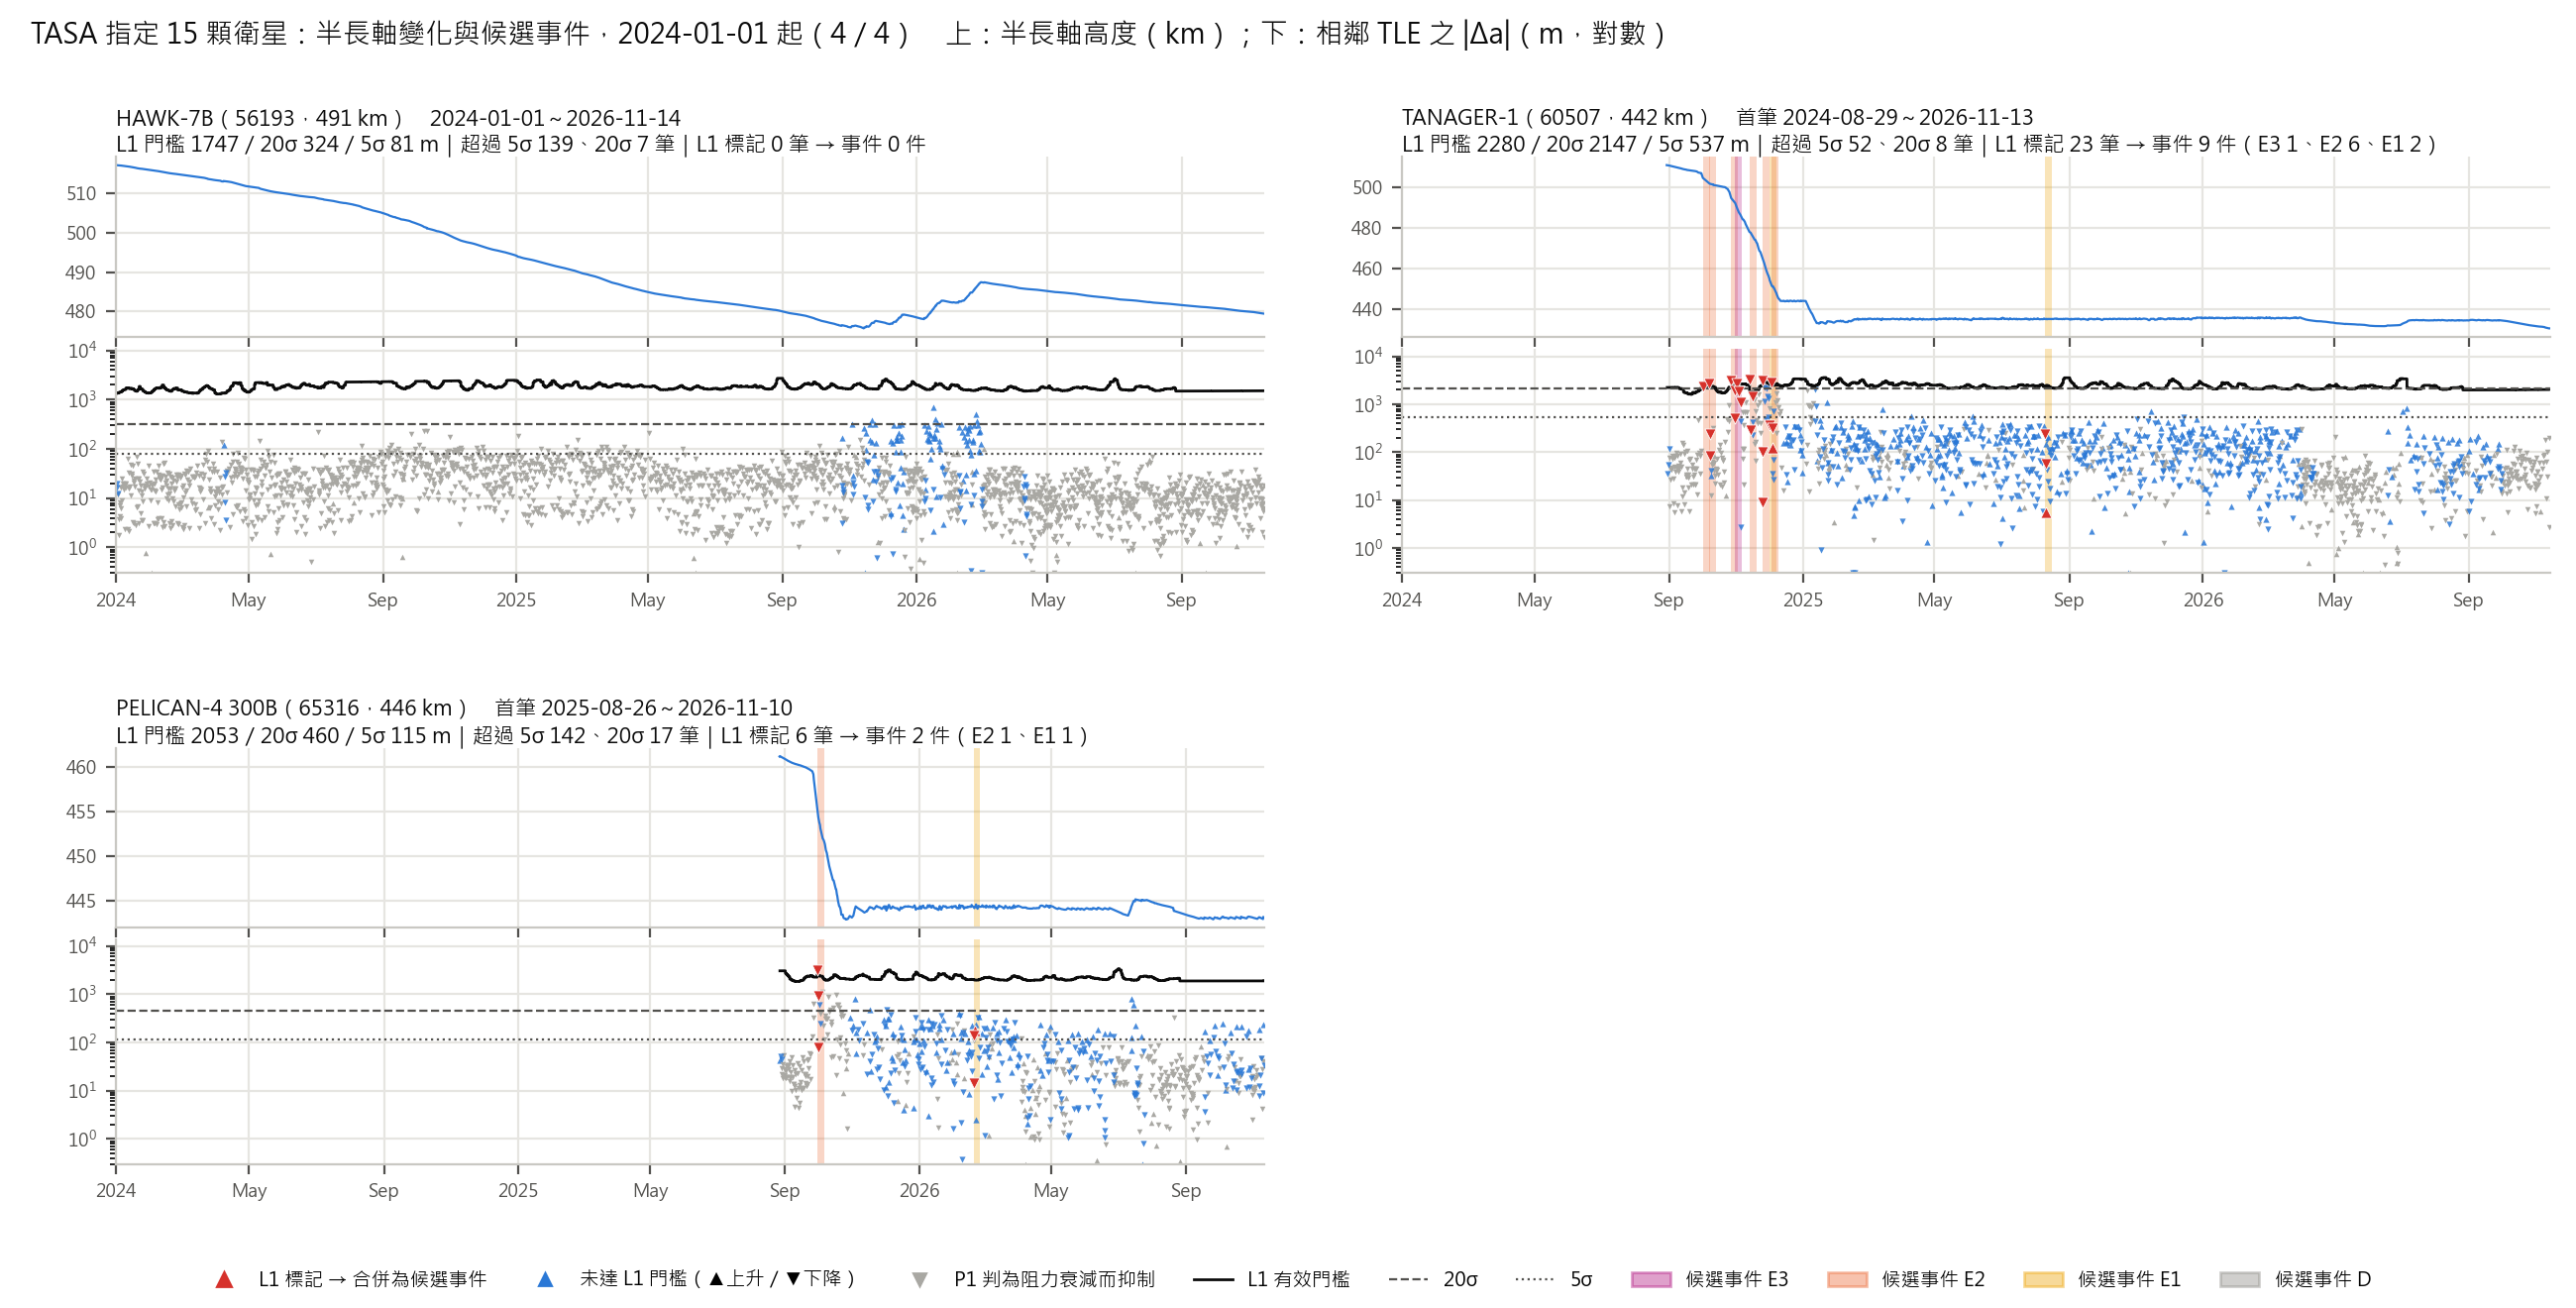 TASA 指定 15 顆衛星：半長軸變化與候選事件，2024-01-01 起（4 / 4） 上：半長軸高度（km）；下：相鄰 TLE 之 |Δa|（m，對數）
HAWK-7B（56193，491 km） 2024-01-01～2026-11-14
L1 門檻 1747 / 20σ 324 / 5σ 81 m | 超過 5σ 139、20σ 7 筆 | L1 標記 0 筆 → 事件 0 件
510
500
490
480
10⁴
10³
10²
10¹
10⁰
2024 May Sep 2025 May Sep 2026 May Sep
TANAGER-1（60507，442 km） 首筆 2024-08-29～2026-11-13
L1 門檻 2280 / 20σ 2147 / 5σ 537 m | 超過 5σ 52、20σ 8 筆 | L1 標記 23 筆 → 事件 9 件（E3 1、E2 6、E1 2）
500
480
460
440
10⁴
10³
10²
10¹
10⁰
2024 May Sep 2025 May Sep 2026 May Sep
PELICAN-4 300B（65316，446 km） 首筆 2025-08-26～2026-11-10
L1 門檻 2053 / 20σ 460 / 5σ 115 m | 超過 5σ 142、20σ 17 筆 | L1 標記 6 筆 → 事件 2 件（E2 1、E1 1）
460
455
450
445
10⁴
10³
10²
10¹
10⁰
2024 May Sep 2025 May Sep 2026 May Sep
L1 標記 → 合併為候選事件 未達 L1 門檻（▲上升 / ▼下降） P1 判為阻力衰減而抑制 L1 有效門檻 20σ 5σ 候選事件 E3 候選事件 E2 候選事件 E1 候選事件 D